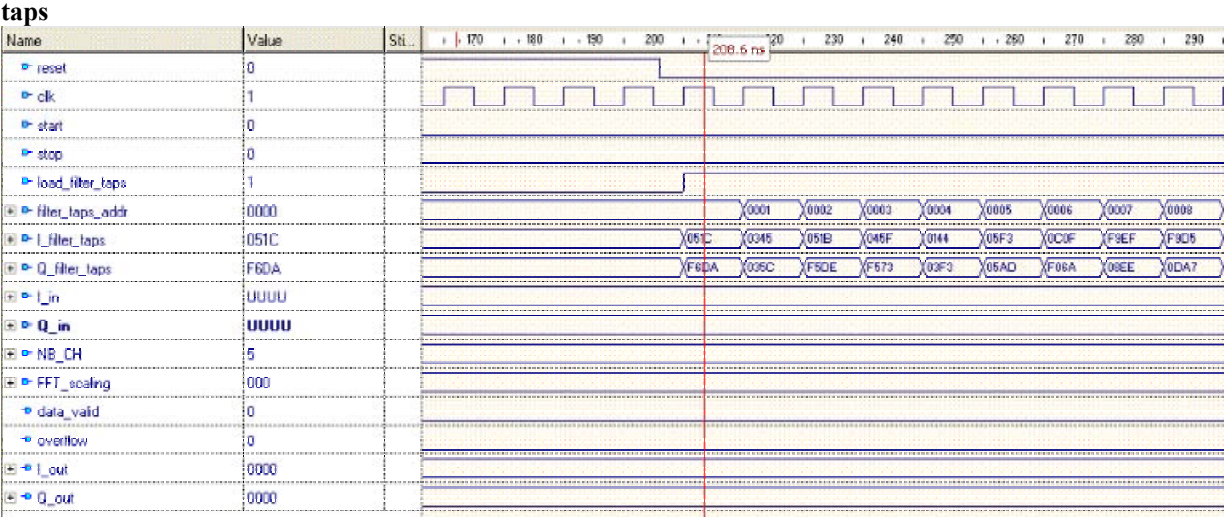 taps
Name Value Sti... 170 180 190 200 20 230 240 250 260 270 280 290
208.6 ns
reset 0
clk 1
start 0
stop 0
load_filter_taps 1
filter_taps_addr 0000 0001 0002 0003 0004 0005 0006 0007 0008
I_filter_taps 051C 051C 0345 051B 045F 0144 05F3 0C0F F9EF F9D5
Q_filter_taps F6DA F6DA 035C F5DE F573 03F3 05AD F06A 08EE 0DA7
I_in UUUU
Q_in UUUU
NB_CH 5
FFT_scaling 000
data_valid 0
overflow 0
I_out 0000
Q_out 0000